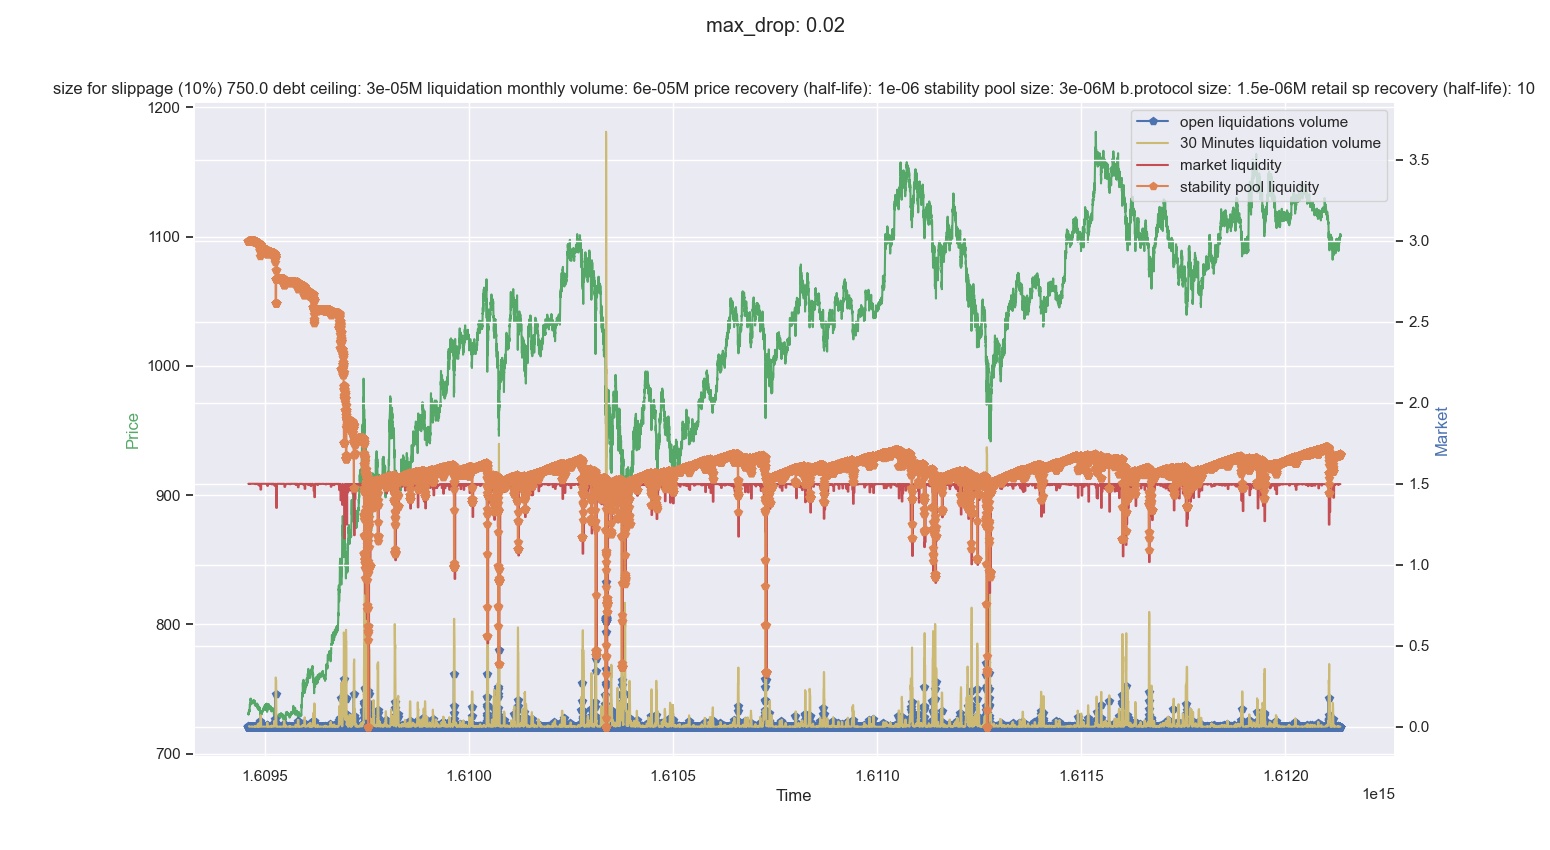 max_drop: 0.02
size for slippage (10%) 750.0 debt ceiling: 3e-05M liquidation monthly volume: 6e-05M price recovery (half-life): 1e-06 stability pool size: 3e-06M b.protocol size: 1.5e-06M retail sp recovery (half-life): 10
1200
1100
1000
900
800
700
Price
open liquidations volume
30 Minutes liquidation volume
market liquidity
stability pool liquidity
3.5
3.0
2.5
2.0
1.5
1.0
0.5
0.0
Market
1.6095
1.6100
1.6105
1.6110
1.6115
1.6120
Time
1e15